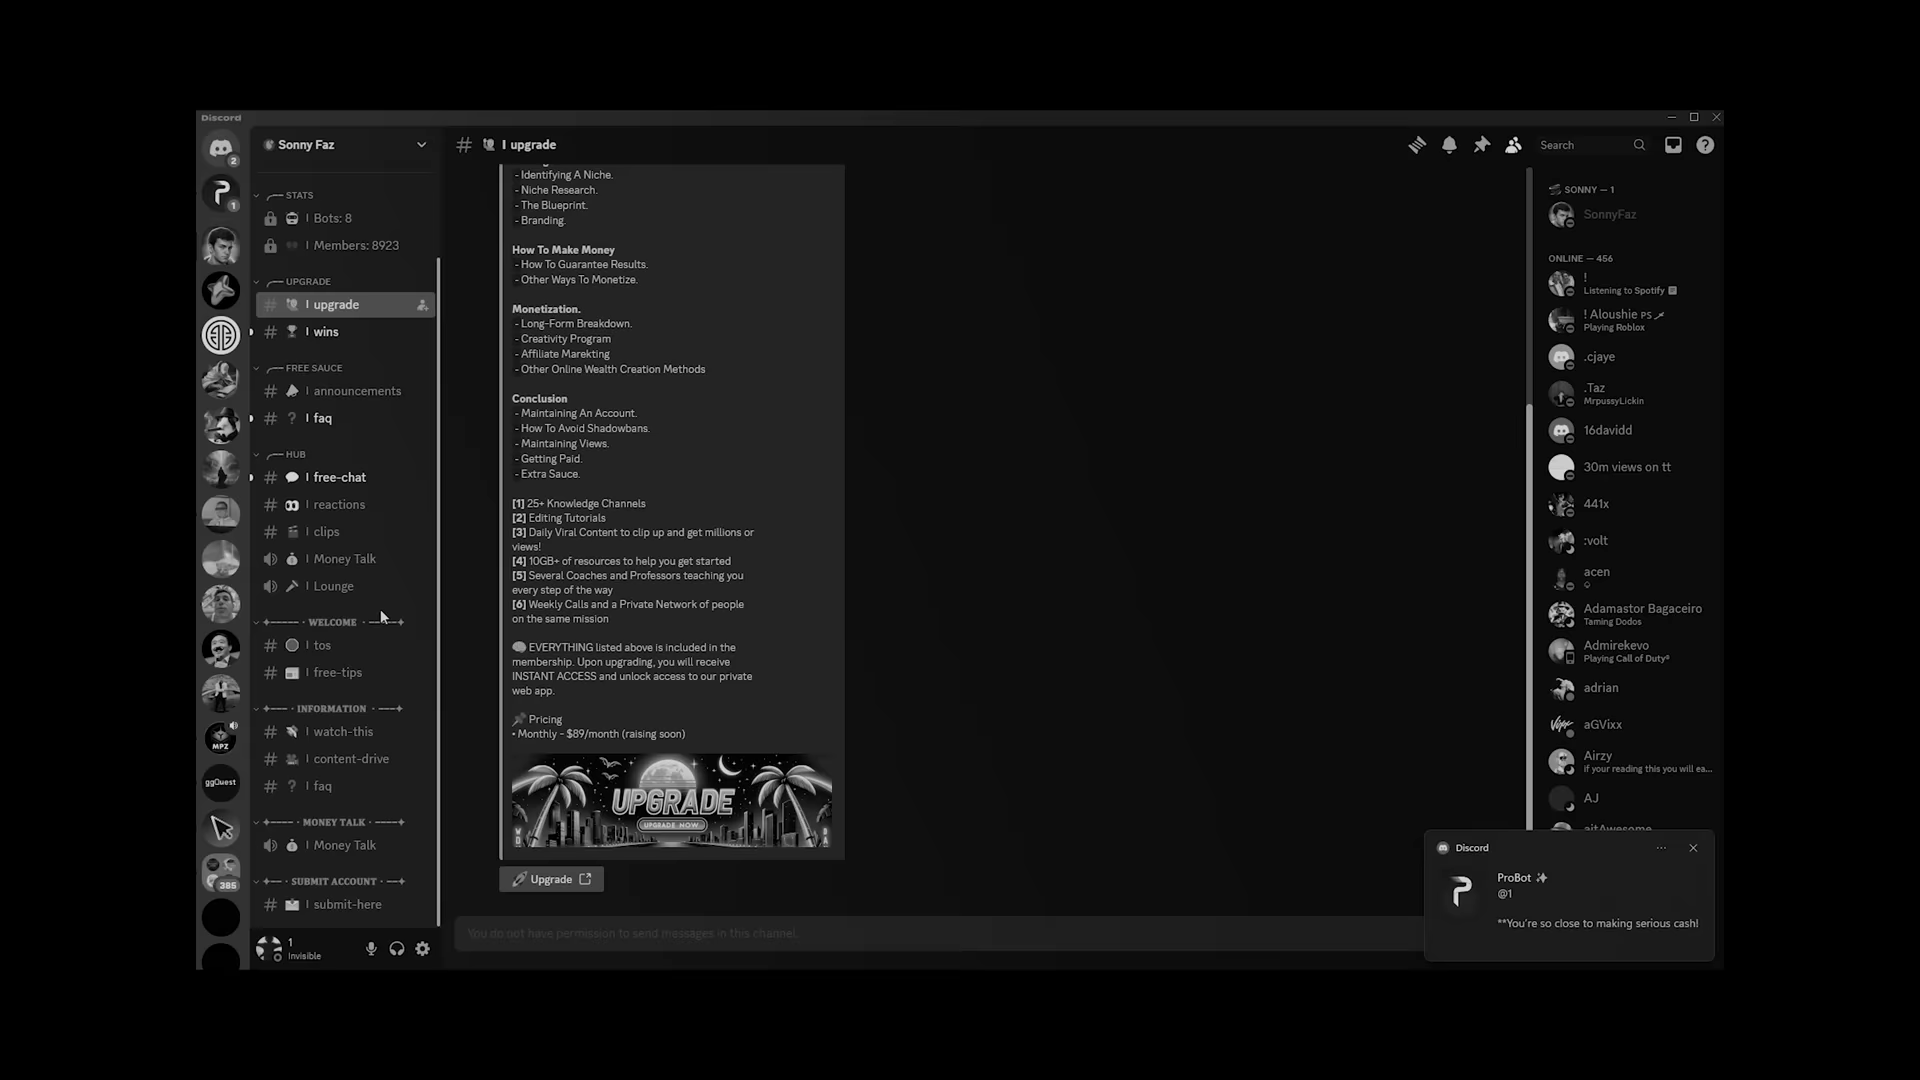 Discord
Sonny Faz
STATS
Bots: 8
Members: 8923
UPGRADE
upgrade
wins
FREE SAUCE
announcements
faq
HUB
free-chat
reactions
clips
Money Talk
Lounge
WELCOME
tos
free-tips
INFORMATION
watch-this
content-drive
faq
MONEY TALK
Money Talk
SUBMIT ACCOUNT
submit-here
1
Invisible
2
1
MPZ
ggQuest
385
upgrade
Search
- Identifying A Niche.
- Niche Research.
- The Blueprint.
- Branding.
How To Make Money
- How To Guarantee Results.
- Other Ways To Monetize.
Monetization.
- Long-Form Breakdown.
- Creativity Program
- Affiliate Marekting
- Other Online Wealth Creation Methods
Conclusion
- Maintaining An Account.
- How To Avoid Shadowbans.
- Maintaining Views.
- Getting Paid.
- Extra Sauce.
[1] 25+ Knowledge Channels
[2] Editing Tutorials
[3] Daily Viral Content to clip up and get millions or
views!
[4] 10GB+ of resources to help you get started
[5] Several Coaches and Professors teaching you
every step of the way
[6] Weekly Calls and a Private Network of people
on the same mission
EVERYTHING listed above is included in the
membership. Upon upgrading, you will receive
INSTANT ACCESS and unlock access to our private
web app.
Pricing
• Monthly - $89/month (raising soon)
UPGRADE
UPGRADE NOW
Upgrade
You do not have permission to send messages in this channel.
SONNY — 1
SonnyFaz
ONLINE — 456
!
Listening to Spotify
! Aloushie PS
Playing Roblox
.cjaye
.Taz
MrpussyLickin
16davidd
30m views on tt
441x
:volt
acen
Adamastor Bagaceiro
Taming Dodos
Admirekevo
Playing Call of Duty®
adrian
aGVixx
Airzy
if your reading this you will ea...
AJ
aitAwesome
Discord
ProBot
@1
**You're so close to making serious cash!